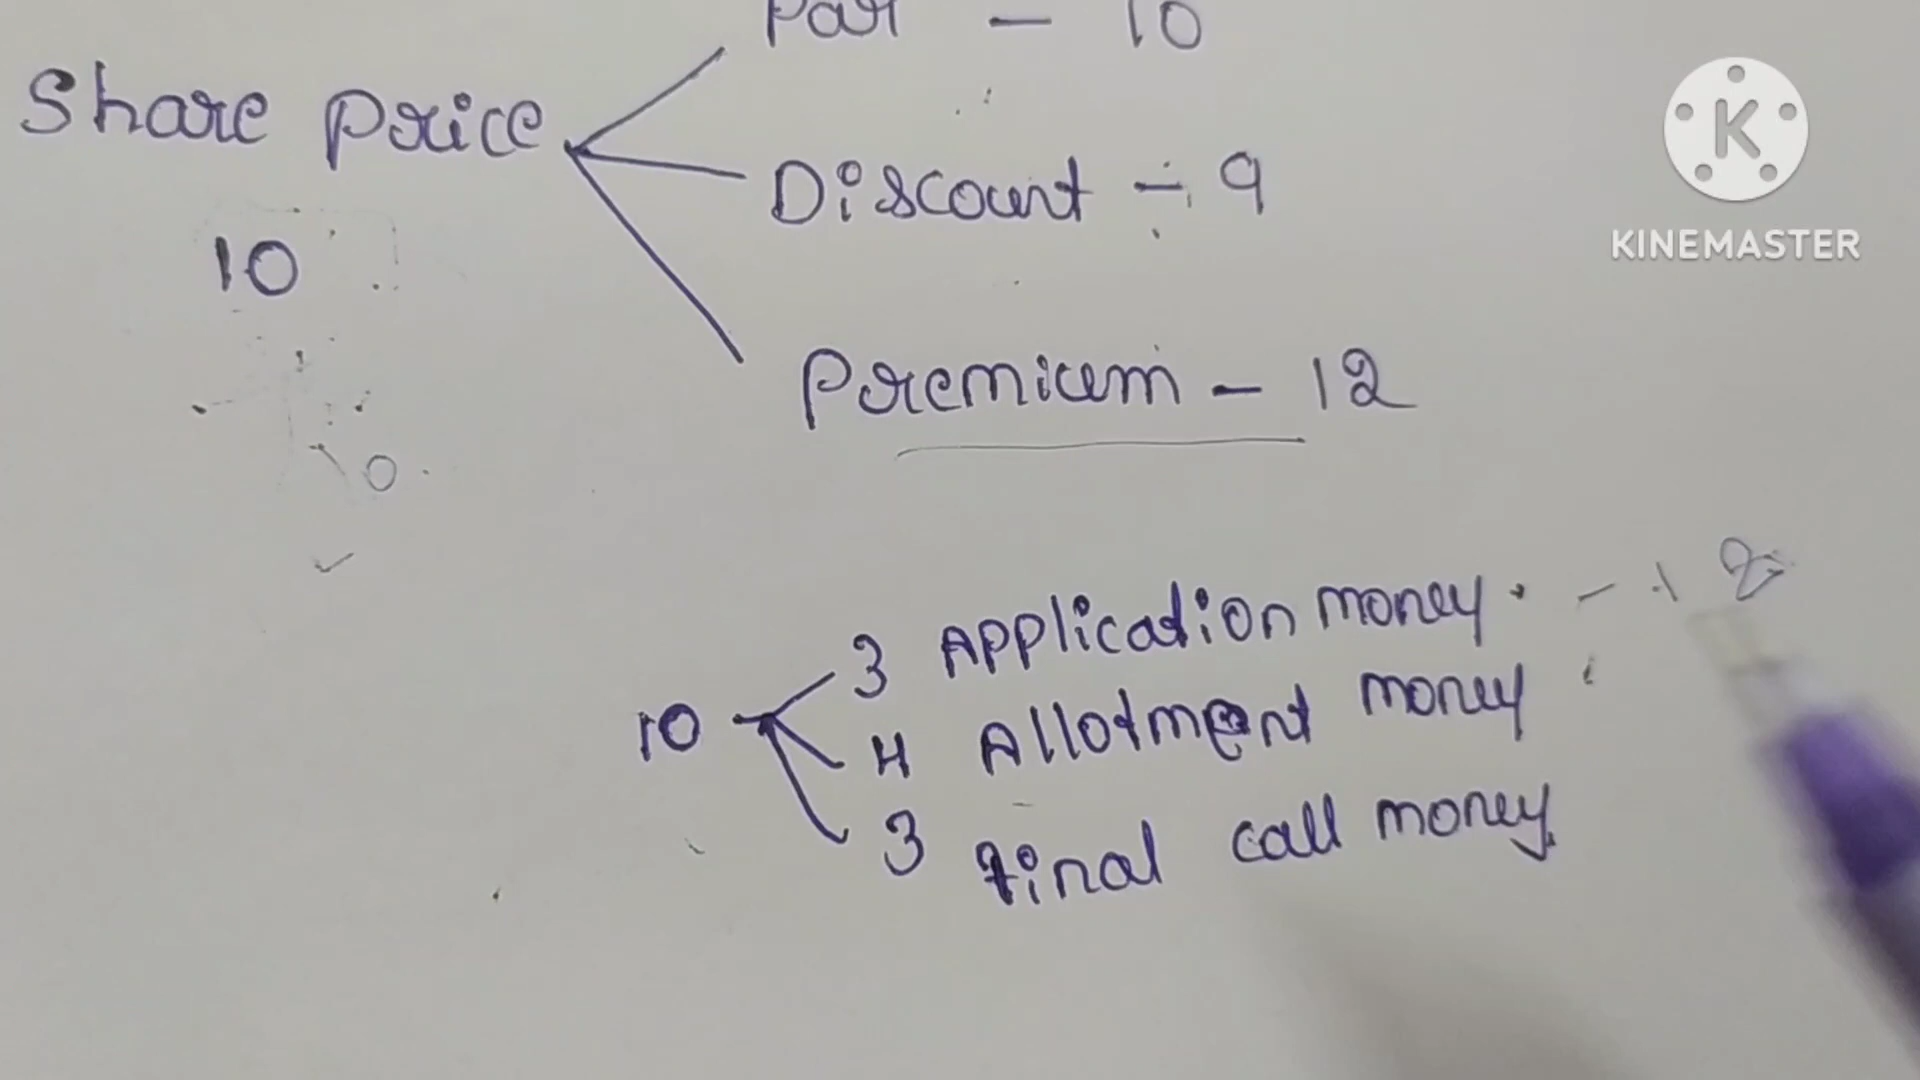 Par - 10
Share price
Discount - 9
10
Premium - 12
3 Application money - 12
10
4 Allotment money
3 final call money
K
KINEMASTER